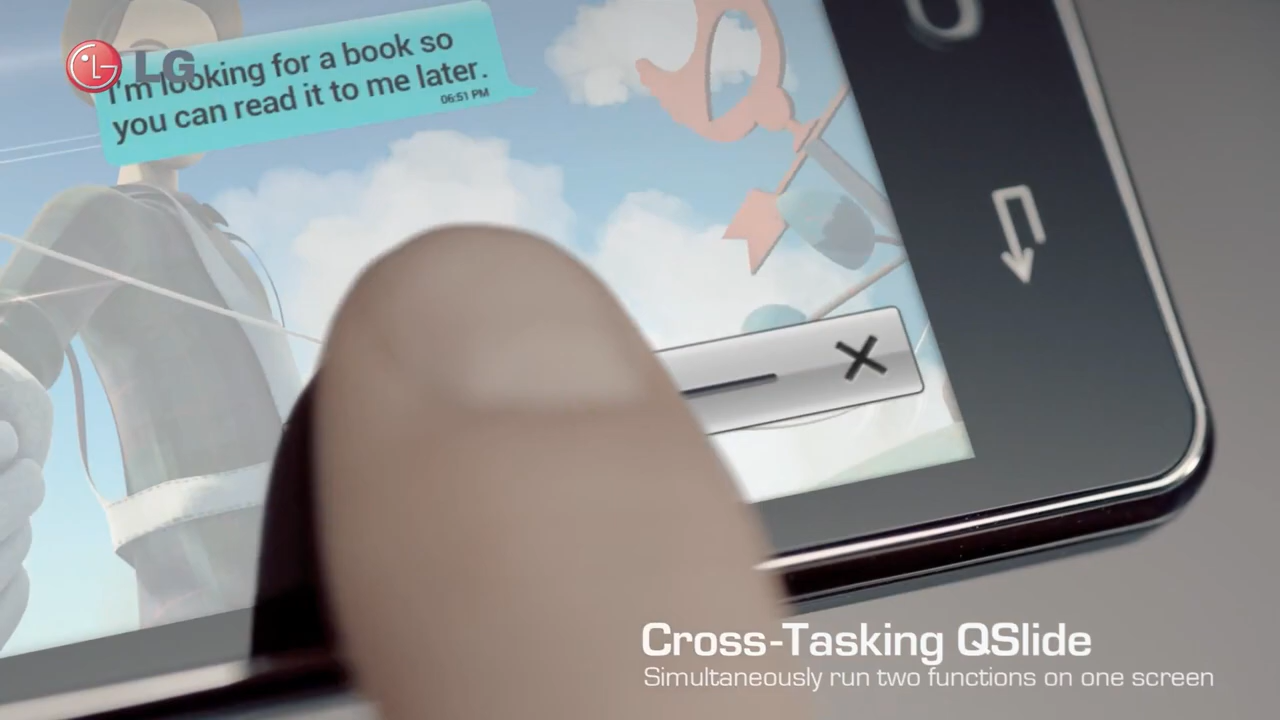 LG
I'm looking for a book so
you can read it to me later.
06:51 PM
Cross-Tasking QSlide
Simultaneously run two functions on one screen